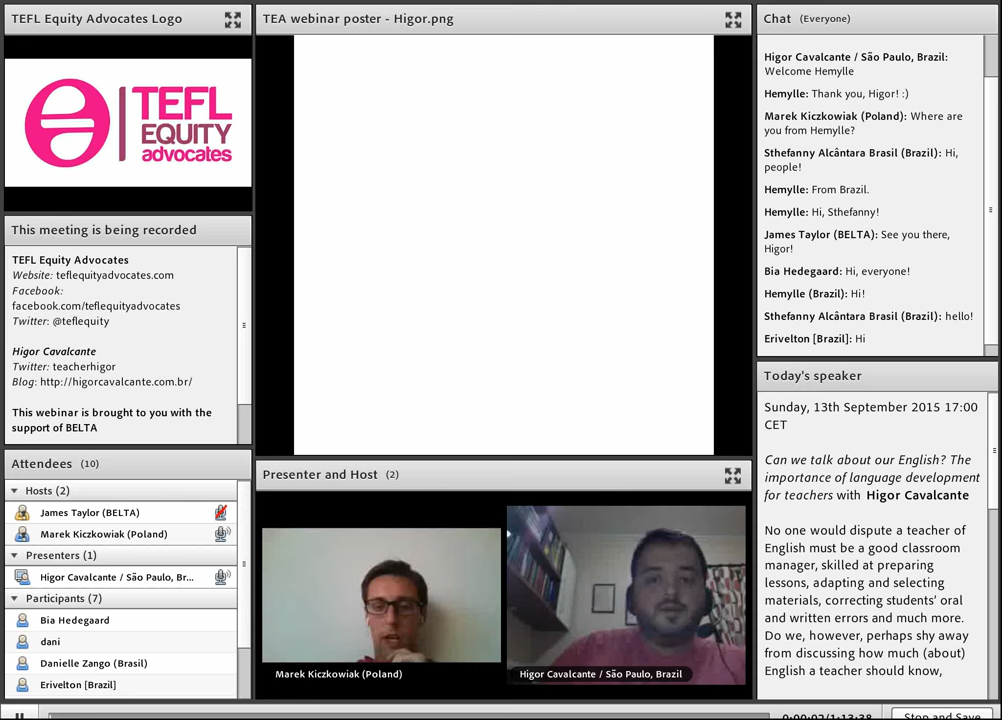 TEFL Equity Advocates Logo
TEFL
EQUITY
advocates
This meeting is being recorded
TEFL Equity Advocates
Website: teflequityadvocates.com
Facebook:
facebook.com/teflequityadvocates
Twitter: @teflequity
Higor Cavalcante
Twitter: teacherhigor
Blog: http://higorcavalcante.com.br/
This webinar is brought to you with the
support of BELTA
Attendees (10)
Hosts (2)
James Taylor (BELTA)
Marek Kiczkowiak (Poland)
Presenters (1)
Higor Cavalcante / São Paulo, Br...
Participants (7)
Bia Hedegaard
dani
Danielle Zango (Brasil)
Erivelton [Brazil]
TEA webinar poster - Higor.png
Presenter and Host (2)
Marek Kiczkowiak (Poland)
Higor Cavalcante / São Paulo, Brazil
Chat (Everyone)
Higor Cavalcante / São Paulo, Brazil:
Welcome Hemylle
Hemylle: Thank you, Higor! :)
Marek Kiczkowiak (Poland): Where are
you from Hemylle?
Sthefanny Alcântara Brasil (Brazil): Hi,
people!
Hemylle: From Brazil.
Hemylle: Hi, Sthefanny!
James Taylor (BELTA): See you there,
Higor!
Bia Hedegaard: Hi, everyone!
Hemylle (Brazil): Hi!
Sthefanny Alcântara Brasil (Brazil): hello!
Erivelton [Brazil]: Hi
Today's speaker
Sunday, 13th September 2015 17:00
CET
Can we talk about our English? The
importance of language development
for teachers with Higor Cavalcante
No one would dispute a teacher of
English must be a good classroom
manager, skilled at preparing
lessons, adapting and selecting
materials, correcting students' oral
and written errors and much more.
Do we, however, perhaps shy away
from discussing how much (about)
English a teacher should know,
0:00:02/1:13:38
Stop and Save